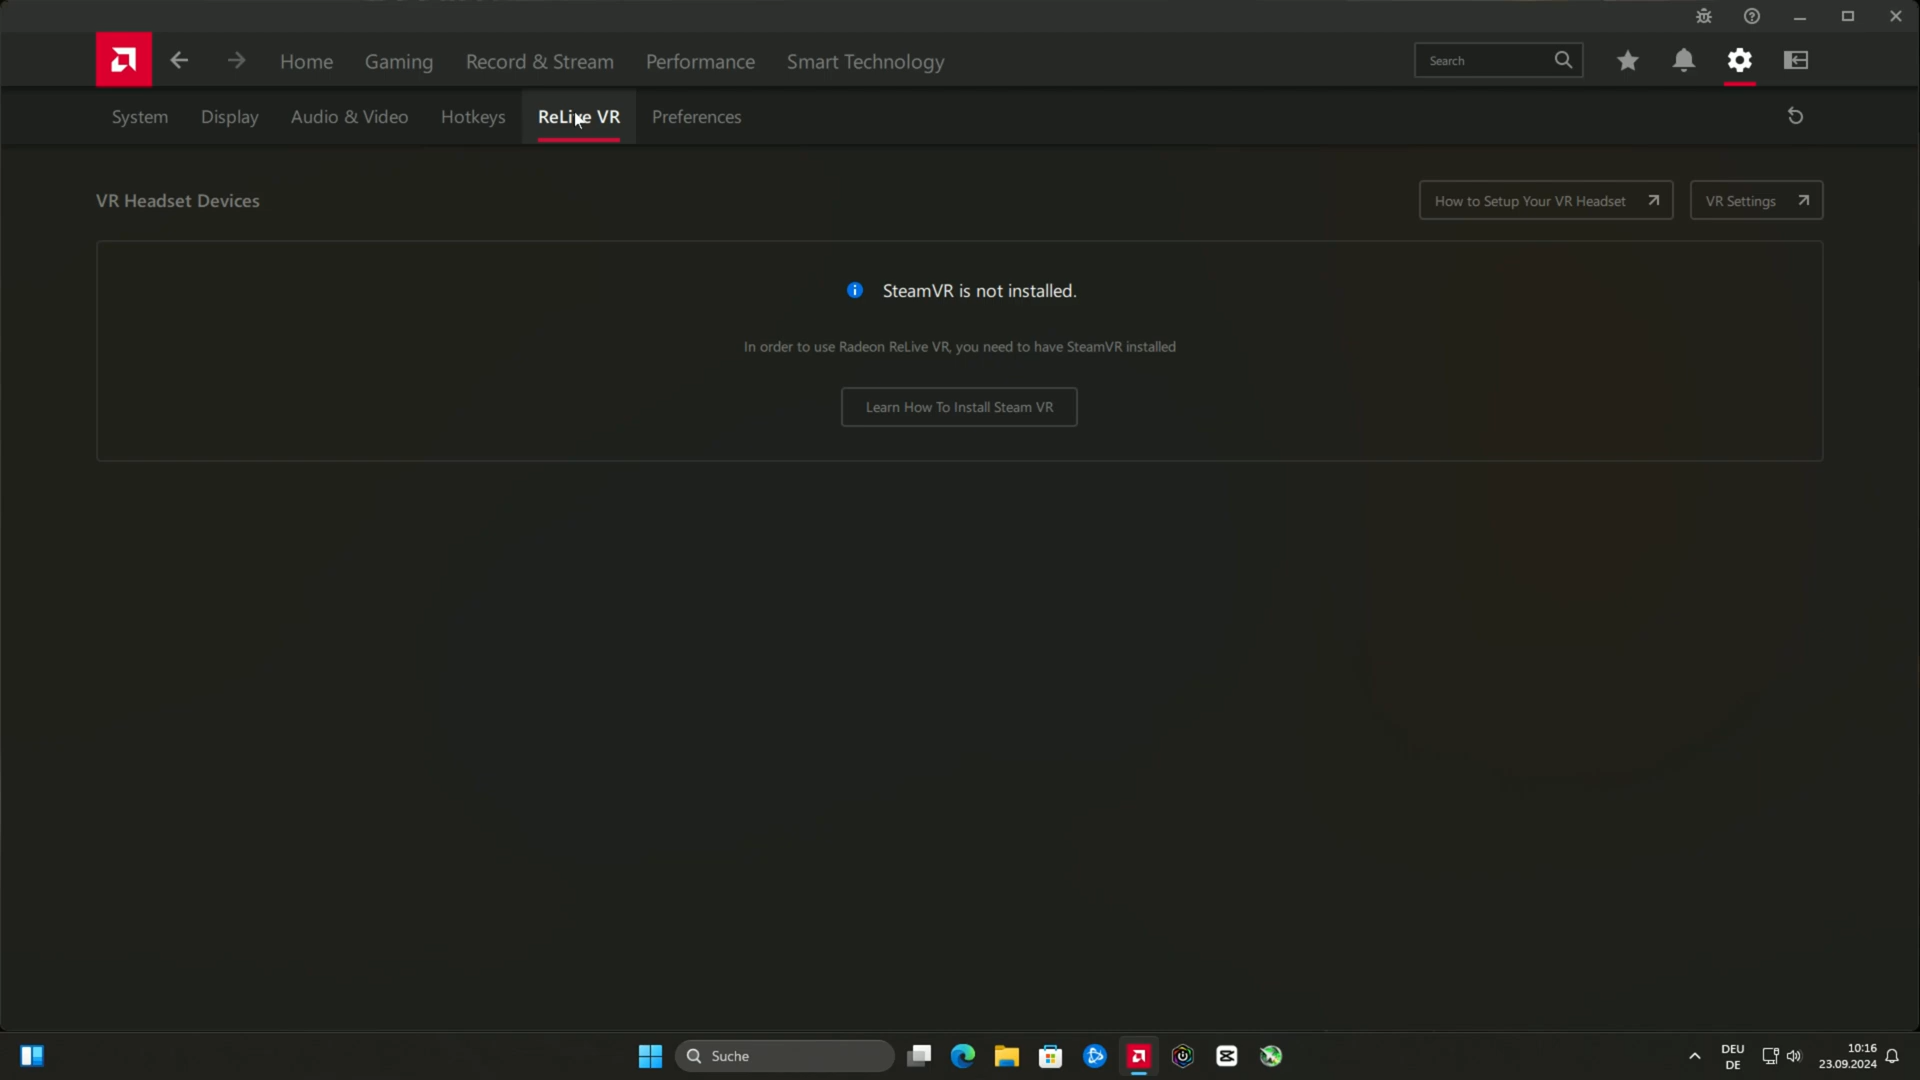 Home Gaming Record & Stream Performance Smart Technology Search
System Display Audio & Video Hotkeys ReLive VR Preferences
VR Headset Devices How to Setup Your VR Headset VR Settings
SteamVR is not installed.
In order to use Radeon ReLive VR, you need to have SteamVR installed
Learn How To Install Steam VR
Suche
DEU
DE
10:16
23.09.2024